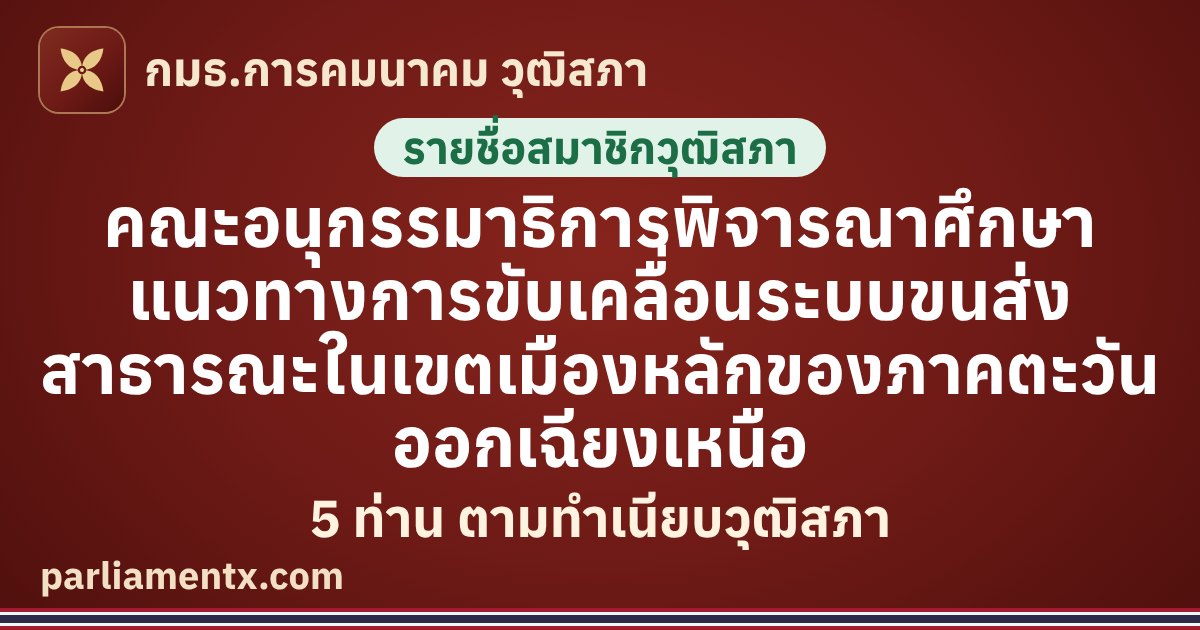 กมธ.การคมนาคม วุฒิสภา
รายชื่อสมาชิกวุฒิสภา
คณะอนุกรรมาธิการพิจารณาศึกษา
แนวทางการขับเคลื่อนระบบขนส่ง
สาธารณะในเขตเมืองหลักของภาคตะวัน
ออกเฉียงเหนือ
5 ท่าน ตามทำเนียบวุฒิสภา
parliamentx.com